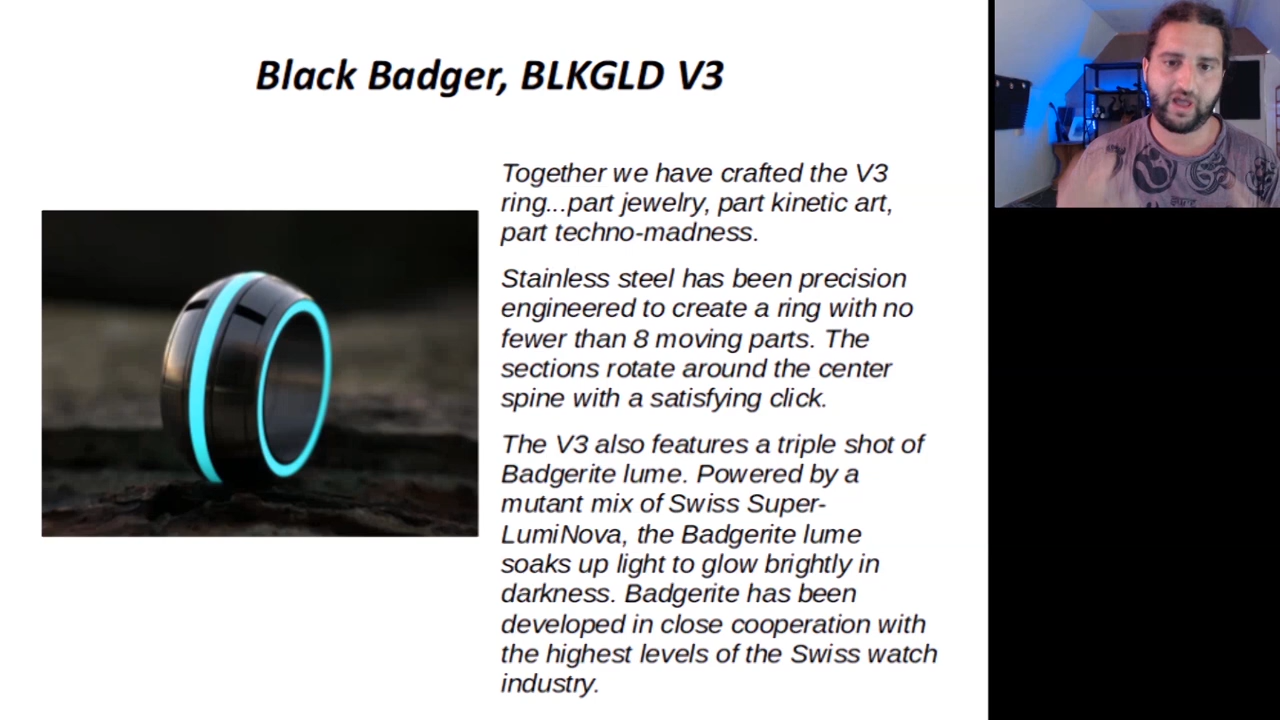 Black Badger, BLKGLD V3
Together we have crafted the V3
ring...part jewelry, part kinetic art,
part techno-madness.
Stainless steel has been precision
engineered to create a ring with no
fewer than 8 moving parts. The
sections rotate around the center
spine with a satisfying click.
The V3 also features a triple shot of
Badgerite lume. Powered by a
mutant mix of Swiss Super-
LumiNova, the Badgerite lume
soaks up light to glow brightly in
darkness. Badgerite has been
developed in close cooperation with
the highest levels of the Swiss watch
industry.